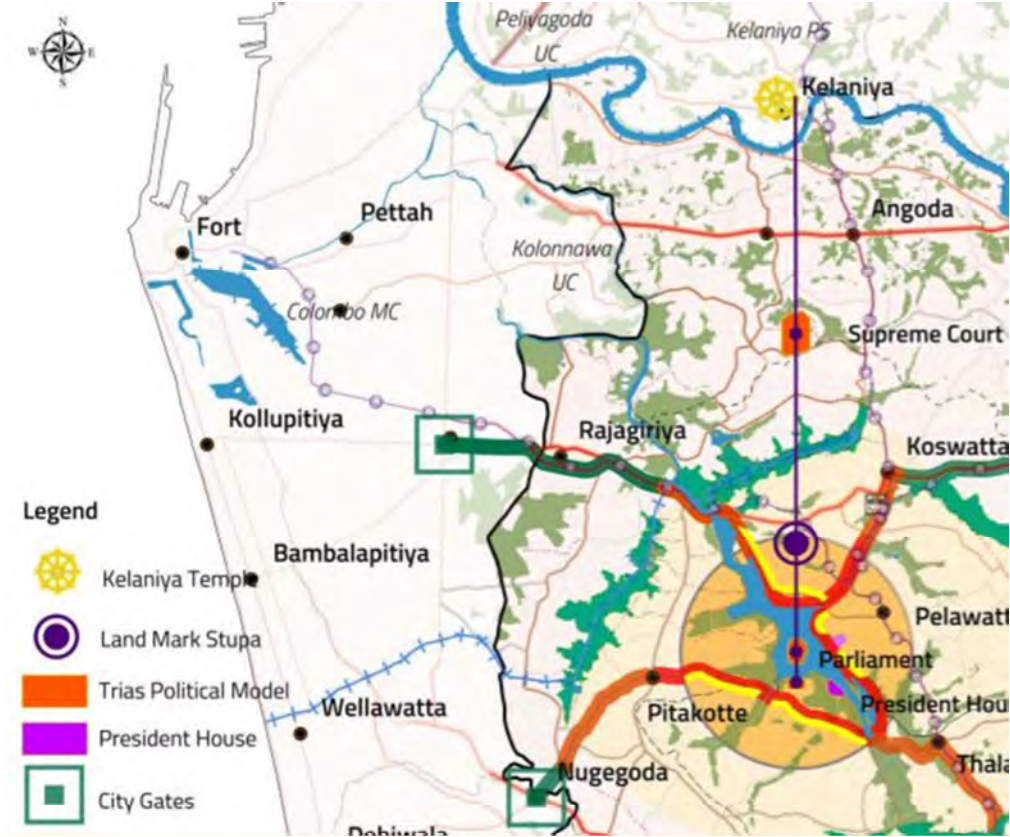 N
W E
S
Peliyagoda
UC
Kelaniya PS
Kelaniya
Pettah
Fort
Angoda
Kolonnawa
UC
Colombo MC
Supreme Court
Kollupitiya
Rajagiriya
Koswatta
Legend
Bambalapitiya
Kelaniya Temple
Land Mark Stupa
Pelawatt
Parliament
Trias Political Model
President Hou
Wellawatta
Pitakotte
President House
Thala
Nugegoda
City Gates
Dehiwala